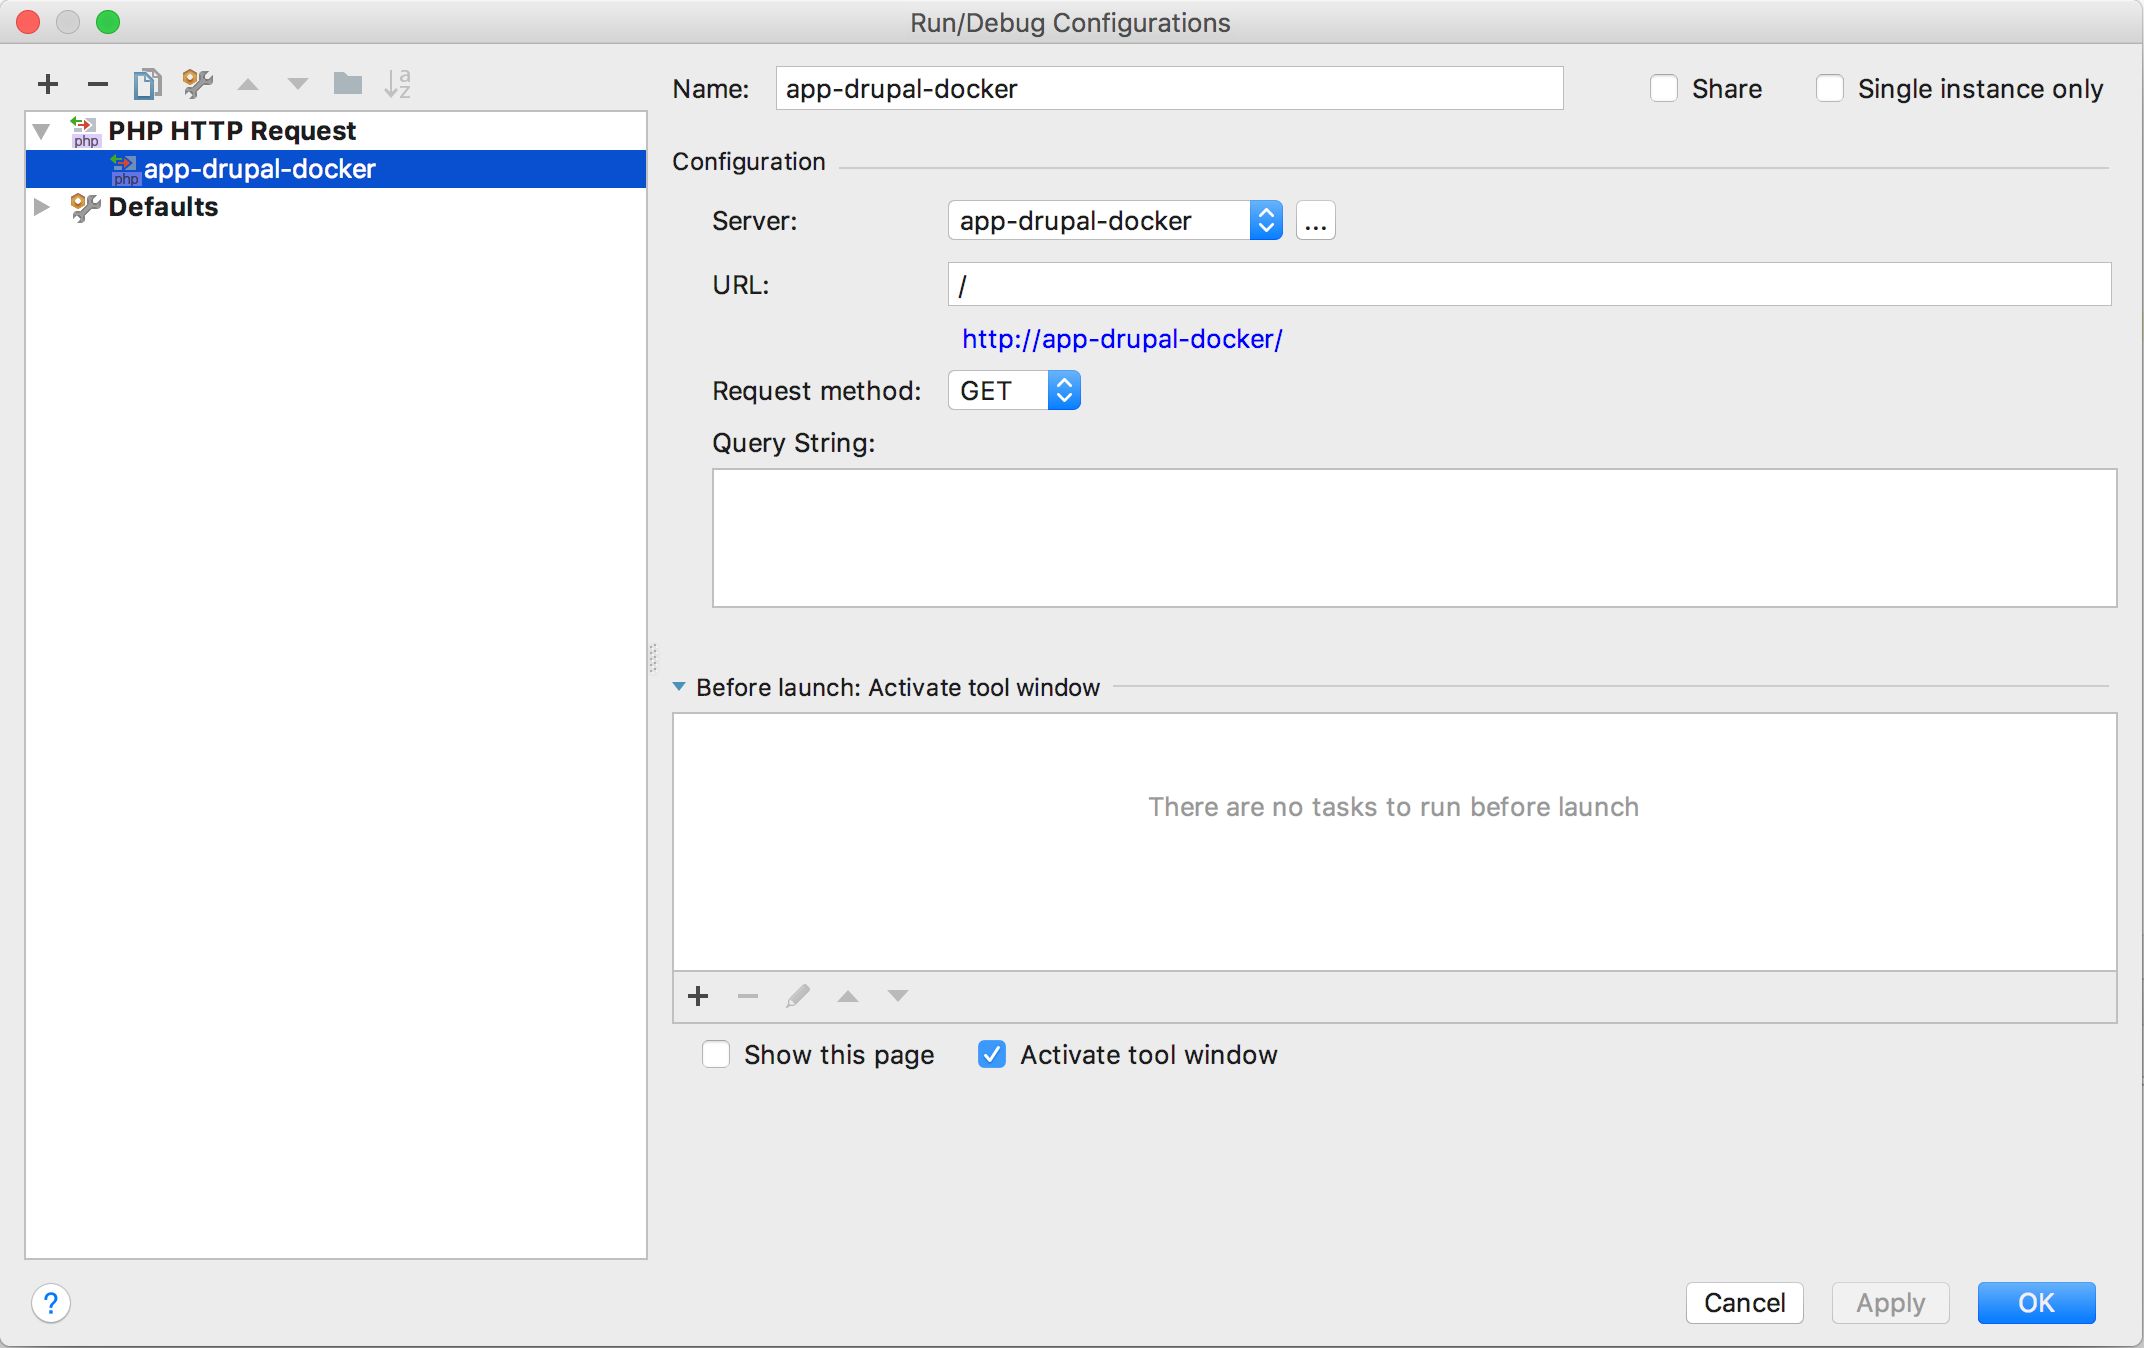 Run/Debug Configurations
a
z
Name: app-drupal-docker Share Single instance only
php PHP HTTP Request
php app-drupal-docker
Defaults
Configuration
Server: app-drupal-docker ...
URL: /
http://app-drupal-docker/
Request method: GET
Query String:
Before launch: Activate tool window
There are no tasks to run before launch
Show this page Activate tool window
? Cancel Apply OK